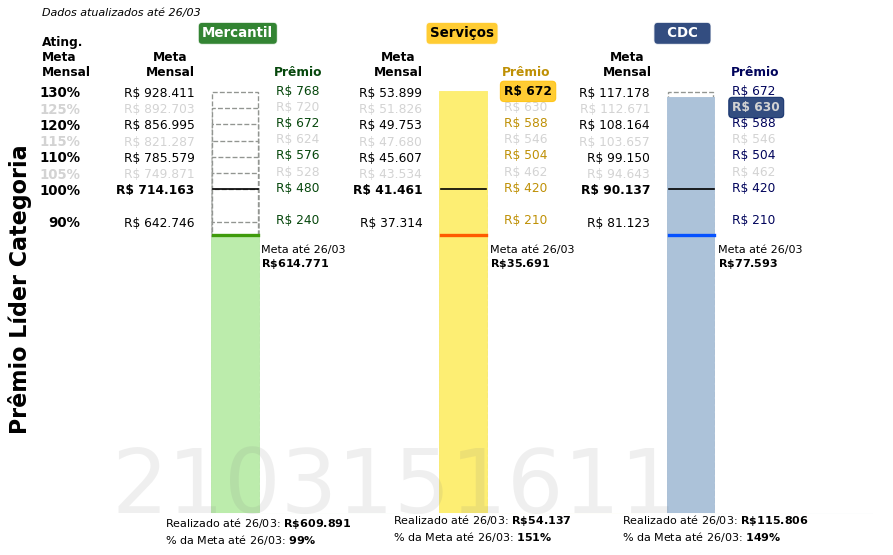 Dados atualizados até 26/03
Mercantil Serviços CDC
Ating.
Meta Meta Meta Meta
Mensal Mensal Prêmio Mensal Prêmio Mensal Prêmio
130% R$ 928.411 R$ 768 R$ 53.899 R$ 672 R$ 117.178 R$ 672
125% R$ 892.703 R$ 720 R$ 51.826 R$ 630 R$ 112.671 R$ 630
120% R$ 856.995 R$ 672 R$ 49.753 R$ 588 R$ 108.164 R$ 588
115% R$ 821.287 R$ 624 R$ 47.680 R$ 546 R$ 103.657 R$ 546
110% R$ 785.579 R$ 576 R$ 45.607 R$ 504 R$ 99.150 R$ 504
105% R$ 749.871 R$ 528 R$ 43.534 R$ 462 R$ 94.643 R$ 462
100% R$ 714.163 R$ 480 R$ 41.461 R$ 420 R$ 90.137 R$ 420
90% R$ 642.746 R$ 240 R$ 37.314 R$ 210 R$ 81.123 R$ 210
Meta até 26/03 Meta até 26/03 Meta até 26/03
R$614.771 R$35.691 R$77.593
Prêmio Líder Categoria
2103151611
Realizado até 26/03: R$609.891 Realizado até 26/03: R$54.137 Realizado até 26/03: R$115.806
% da Meta até 26/03: 99% % da Meta até 26/03: 151% % da Meta até 26/03: 149%